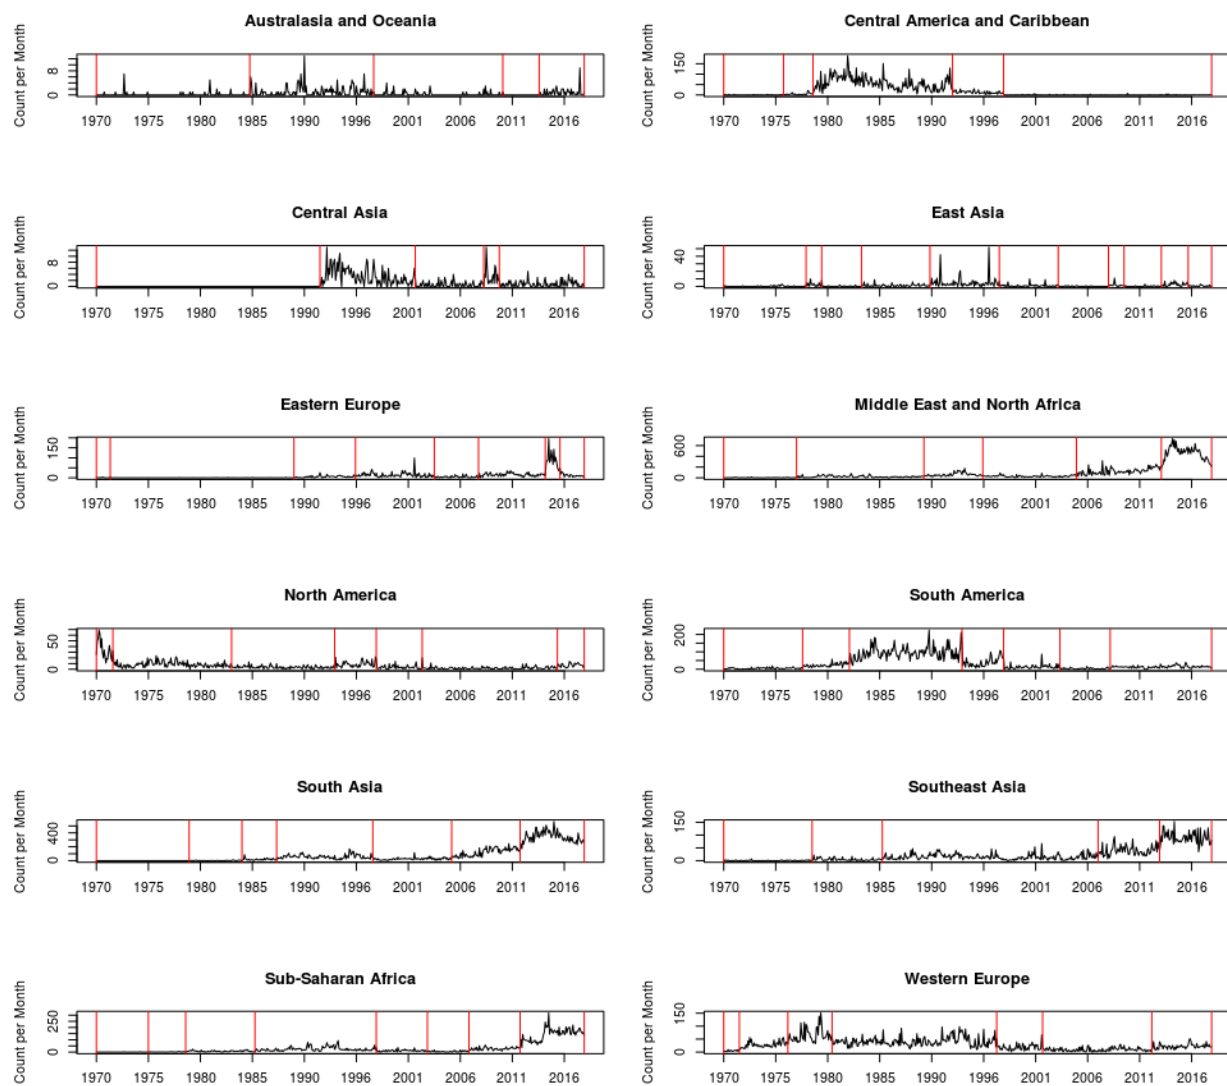 Australasia and Oceania
Count per Month
0 8
1970 1975 1980 1985 1990 1996 2001 2006 2011 2016
Central America and Caribbean
Count per Month
0 150
1970 1980 1985 1990 1996 2001 2006 2011 2016
Central Asia
Count per Month
0 8
1970 1975 1980 1985 1990 1996 2001 2006 2011 2016
East Asia
Count per Month
0 40
1970 1980 1985 1990 1996 2001 2006 2011 2016
Eastern Europe
Count per Month
0 150
1970 1975 1980 1985 1990 1996 2001 2006 2011 2016
Middle East and North Africa
Count per Month
0 600
1970 1980 1985 1990 1996 2001 2006 2011 2016
North America
Count per Month
0 50
1970 1975 1980 1985 1990 1996 2001 2006 2011 2016
South America
Count per Month
0 200
1970 1980 1985 1990 1996 2001 2006 2011 2016
South Asia
Count per Month
0 400
1970 1975 1980 1985 1990 1996 2001 2006 2011 2016
Southeast Asia
Count per Month
0 150
1970 1980 1985 1990 1996 2001 2006 2011 2016
Sub-Saharan Africa
Count per Month
0 250
1970 1975 1980 1985 1990 1996 2001 2006 2011 2016
Western Europe
Count per Month
0 150
1970 1980 1985 1990 1996 2001 2006 2011 2016